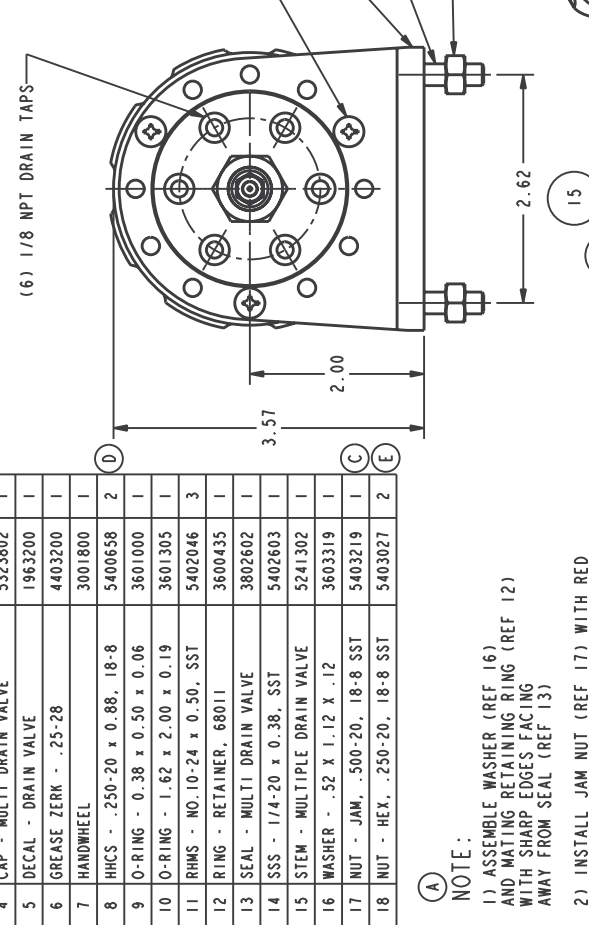 (6) 1/8 NPT DRAIN TAPS
2.62
15
2.00
3.57
4 CAP - MULTI DRAIN VALVE 5323802 1
5 DECAL - DRAIN VALVE 1963200 1
6 GREASE ZERK - .25-28 4403200 1
7 HANDWHEEL 3001800 1
8 HHCS - .250-20 x 0.88, 18-8 5400658 2 D
9 O-RING - 0.38 x 0.50 x 0.06 3601000 1
10 O-RING - 1.62 x 2.00 x 0.19 3601305 1
11 RHMS - NO.10-24 x 0.50, SST 5402046 3
12 RING - RETAINER, 68011 3600435 1
13 SEAL - MULTI DRAIN VALVE 3802602 1
14 SSS - 1/4-20 x 0.38, SST 5402603 1
15 STEM - MULTIPLE DRAIN VALVE 5241302 1
16 WASHER - .52 X 1.12 X .12 3603319 1
17 NUT - JAM, .500-20, 18-8 SST 5403219 1 C
18 NUT - HEX, .250-20, 18-8 SST 5403027 2 E
A
NOTE:
1) ASSEMBLE WASHER (REF 16)
AND MATING RETAINING RING (REF 12)
WITH SHARP EDGES FACING
AWAY FROM SEAL (REF 13)
2) INSTALL JAM NUT (REF 17) WITH RED